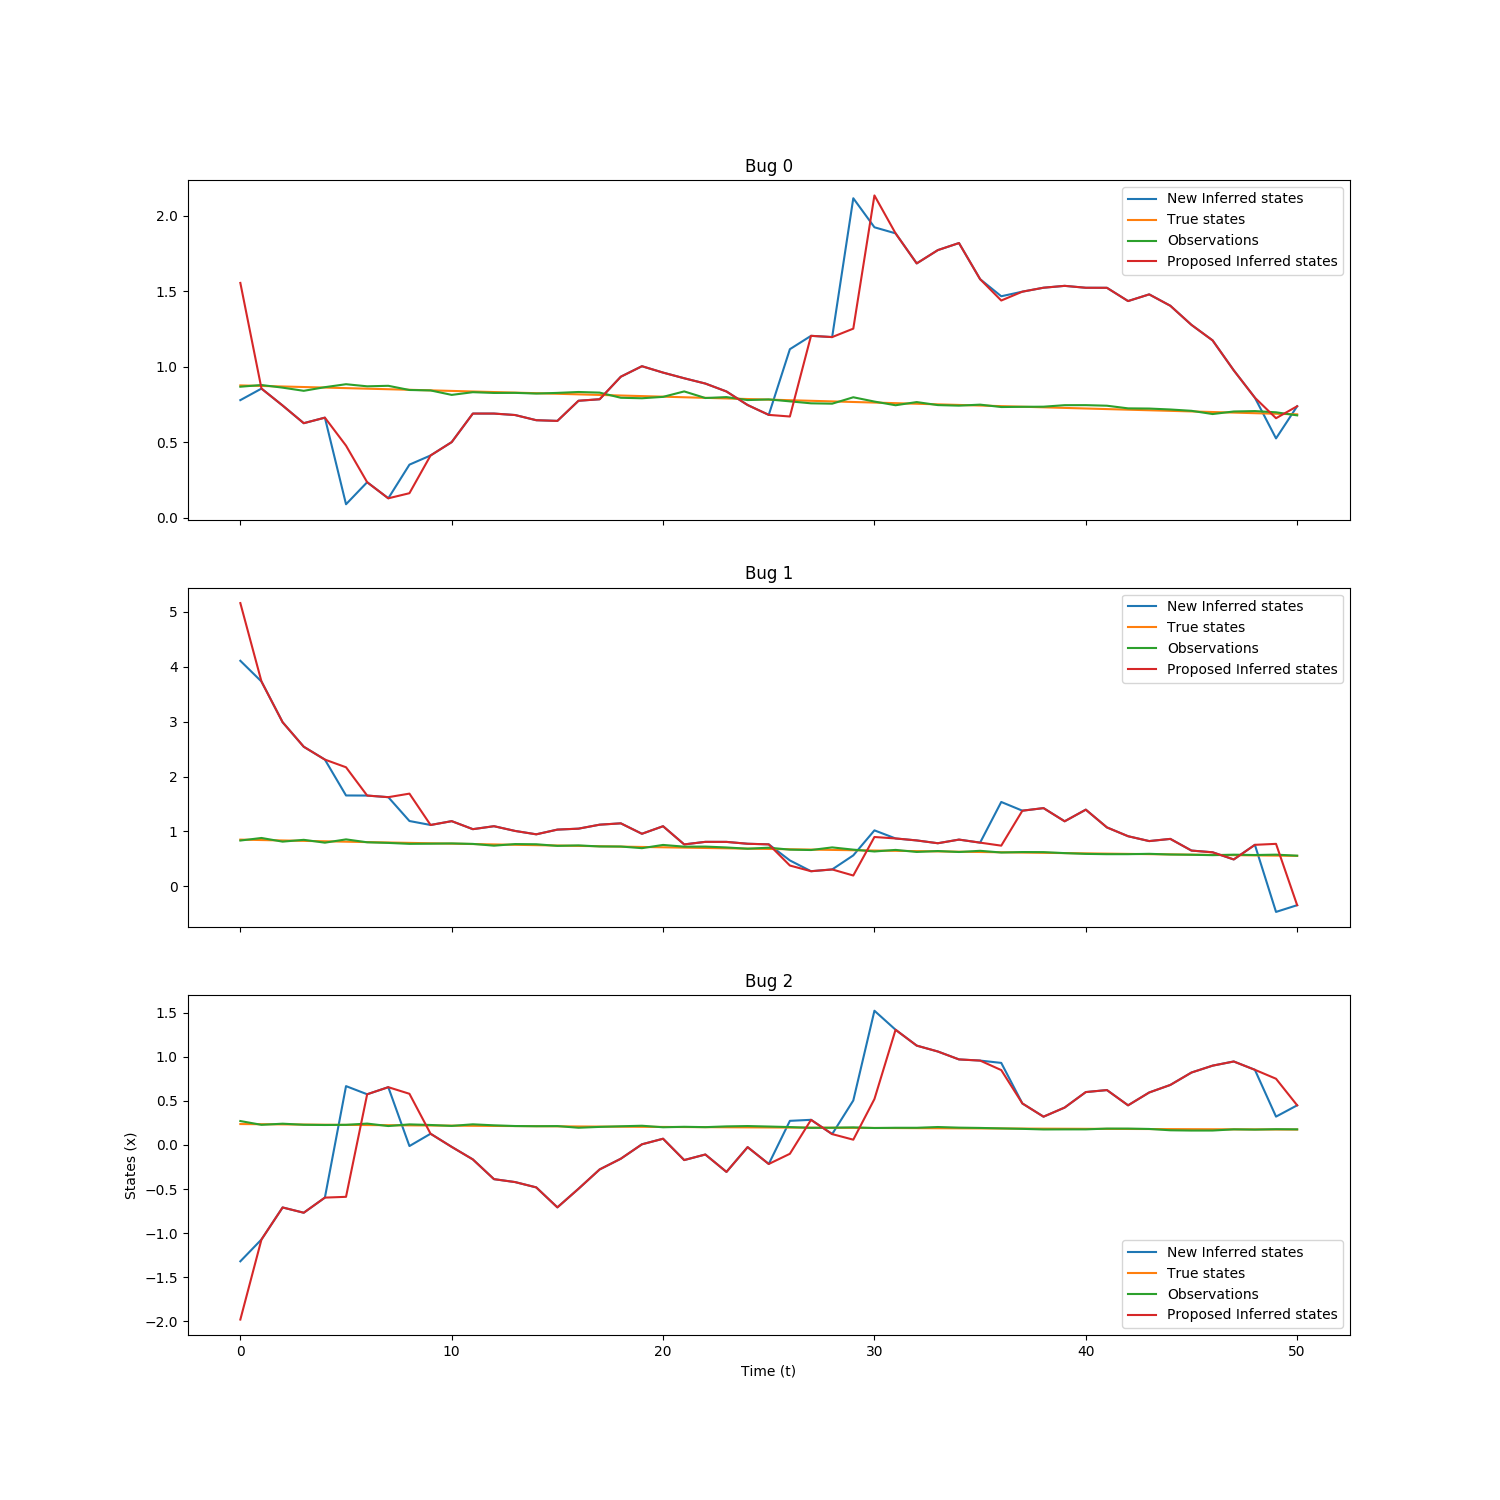 Bug 0
2.0
1.5
1.0
0.5
0.0
New Inferred states
True states
Observations
Proposed Inferred states
Bug 1
5
4
3
2
1
0
New Inferred states
True states
Observations
Proposed Inferred states
Bug 2
States (x)
1.5
1.0
0.5
0.0
−0.5
−1.0
−1.5
−2.0
New Inferred states
True states
Observations
Proposed Inferred states
0 10 20 30 40 50
Time (t)